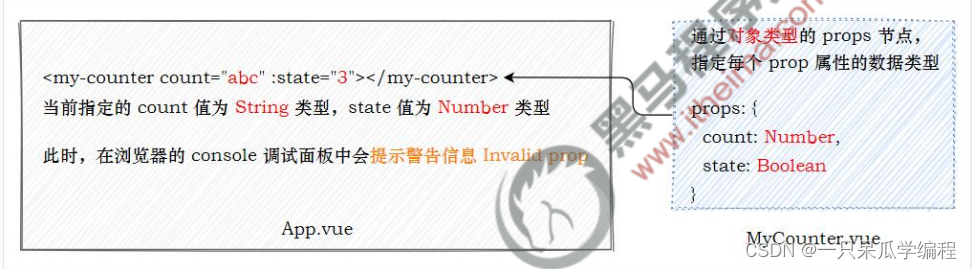 <my-counter count="abc" :state="3"></my-counter>
当前指定的 count 值为 String 类型，state 值为 Number 类型
此时，在浏览器的 console 调试面板中会提示警告信息 Invalid prop
App.vue
通过对象类型的 props 节点，
指定每个 prop 属性的数据类型
props: {
count: Number,
state: Boolean
}
MyCounter.vue
黑马程序员
www.itheima.com
CSDN @一只呆瓜学编程